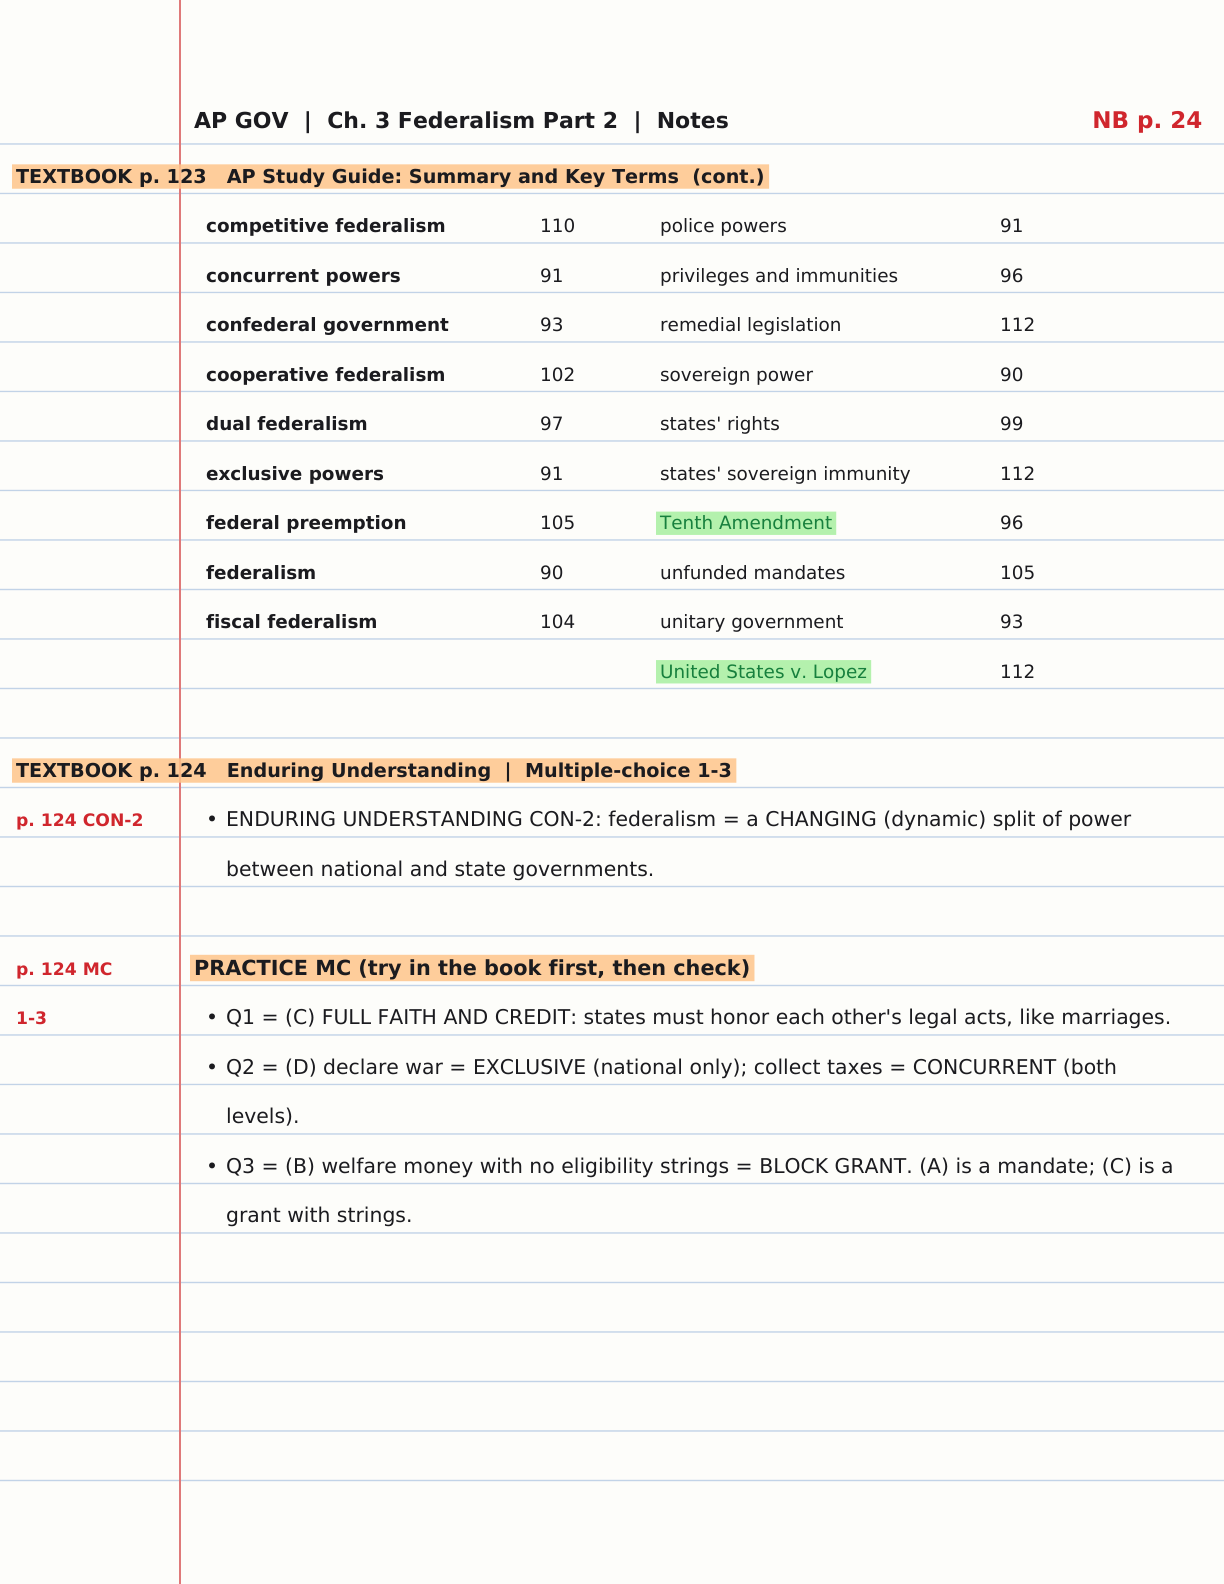 AP GOV | Ch. 3 Federalism Part 2 | Notes NB p. 24
TEXTBOOK p. 123 AP Study Guide: Summary and Key Terms (cont.)
competitive federalism 110 police powers 91
concurrent powers 91 privileges and immunities 96
confederal government 93 remedial legislation 112
cooperative federalism 102 sovereign power 90
dual federalism 97 states' rights 99
exclusive powers 91 states' sovereign immunity 112
federal preemption 105 Tenth Amendment 96
federalism 90 unfunded mandates 105
fiscal federalism 104 unitary government 93
United States v. Lopez 112
TEXTBOOK p. 124 Enduring Understanding | Multiple-choice 1-3
p. 124 CON-2 • ENDURING UNDERSTANDING CON-2: federalism = a CHANGING (dynamic) split of power
between national and state governments.
p. 124 MC PRACTICE MC (try in the book first, then check)
1-3 • Q1 = (C) FULL FAITH AND CREDIT: states must honor each other's legal acts, like marriages.
• Q2 = (D) declare war = EXCLUSIVE (national only); collect taxes = CONCURRENT (both
levels).
• Q3 = (B) welfare money with no eligibility strings = BLOCK GRANT. (A) is a mandate; (C) is a
grant with strings.